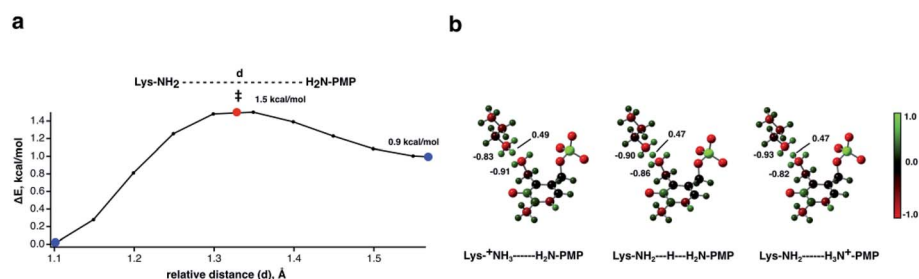 a
b
d
Lys-NH2 - - - - - - - - - - - - - - - - H2N-PMP
‡
1.5 kcal/mol
0.9 kcal/mol
ΔE, kcal/mol
1.4
1.2
1.0
0.8
0.6
0.4
0.2
0.0
1.1 1.2 1.3 1.4 1.5
relative distance (d), Å
0.49
-0.83
-0.91
Lys-⁺NH₃------H₂N-PMP
0.47
-0.90
-0.86
Lys-NH₂---H---H₂N-PMP
0.47
-0.93
-0.82
Lys-NH₂------H₃N⁺-PMP
1.0
0.0
-1.0